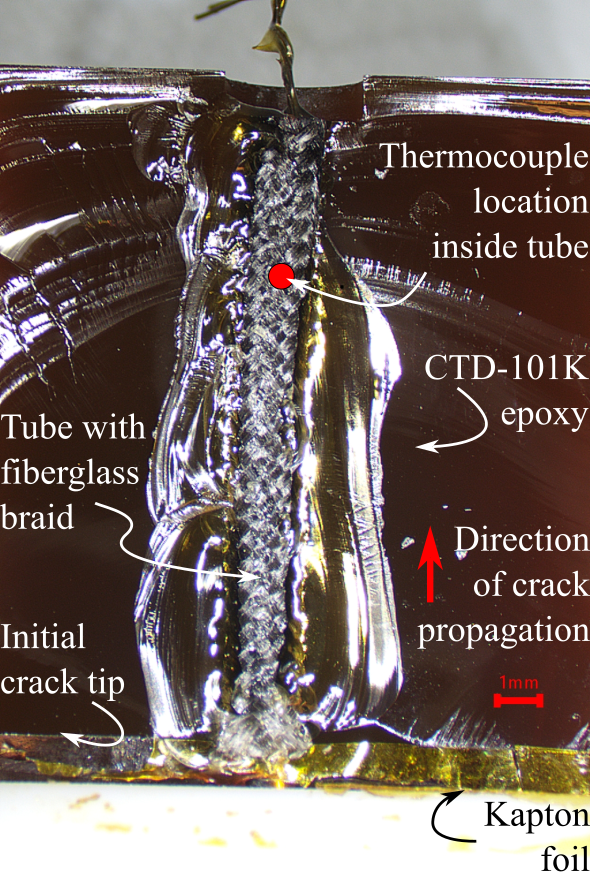 Thermocouple
location
inside tube
CTD-101K
epoxy
Tube with
fiberglass
braid
Direction
of crack
propagation
Initial
crack tip
1mm
Kapton
foil